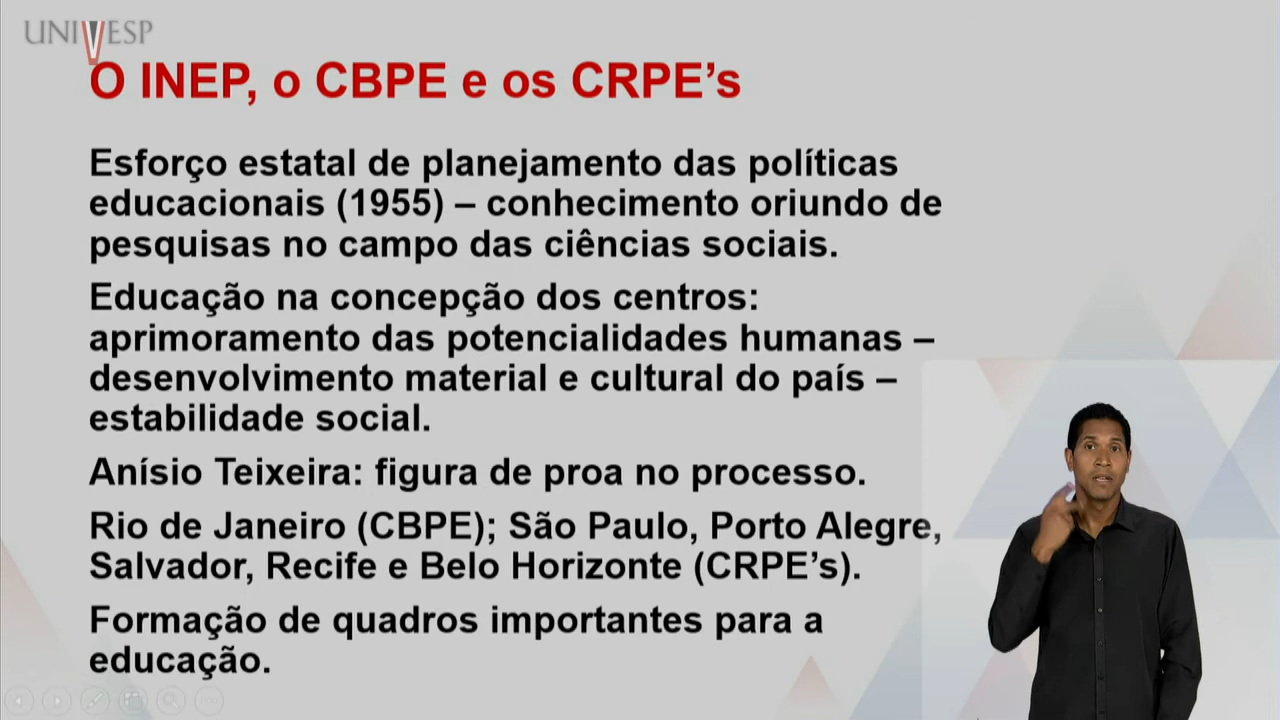 UNIVESP
O INEP, o CBPE e os CRPE’s
Esforço estatal de planejamento das políticas
educacionais (1955) – conhecimento oriundo de
pesquisas no campo das ciências sociais.
Educação na concepção dos centros:
aprimoramento das potencialidades humanas –
desenvolvimento material e cultural do país –
estabilidade social.
Anísio Teixeira: figura de proa no processo.
Rio de Janeiro (CBPE); São Paulo, Porto Alegre,
Salvador, Recife e Belo Horizonte (CRPE’s).
Formação de quadros importantes para a
educação.